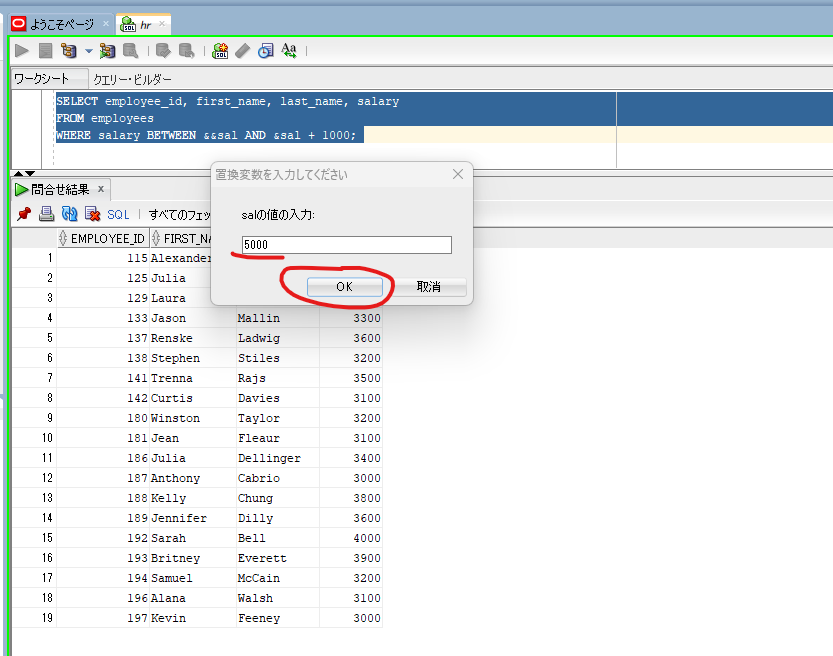 ようこそページ
hr
ワークシート クエリー・ビルダー
SELECT employee_id, first_name, last_name, salary
FROM employees
WHERE salary BETWEEN &&sal AND &sal + 1000;
置換変数を入力してください
salの値の入力:
5000
OK 取消
問合せ結果
SQL すべてのフェッ
EMPLOYEE_ID FIRST_NA
1 115 Alexander
2 125 Julia
3 129 Laura
4 133 Jason Mallin 3300
5 137 Renske Ladwig 3600
6 138 Stephen Stiles 3200
7 141 Trenna Rajs 3500
8 142 Curtis Davies 3100
9 180 Winston Taylor 3200
10 181 Jean Fleaur 3100
11 186 Julia Dellinger 3400
12 187 Anthony Cabrio 3000
13 188 Kelly Chung 3800
14 189 Jennifer Dilly 3600
15 192 Sarah Bell 4000
16 193 Britney Everett 3900
17 194 Samuel McCain 3200
18 196 Alana Walsh 3100
19 197 Kevin Feeney 3000